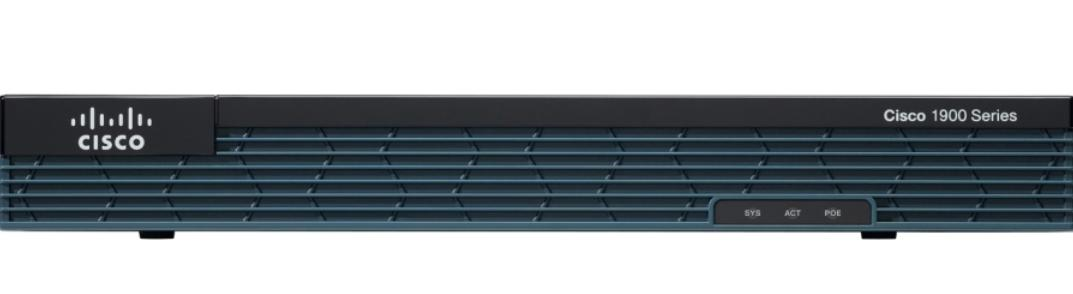 CISCO
Cisco 1900 Series
SYS ACT POE